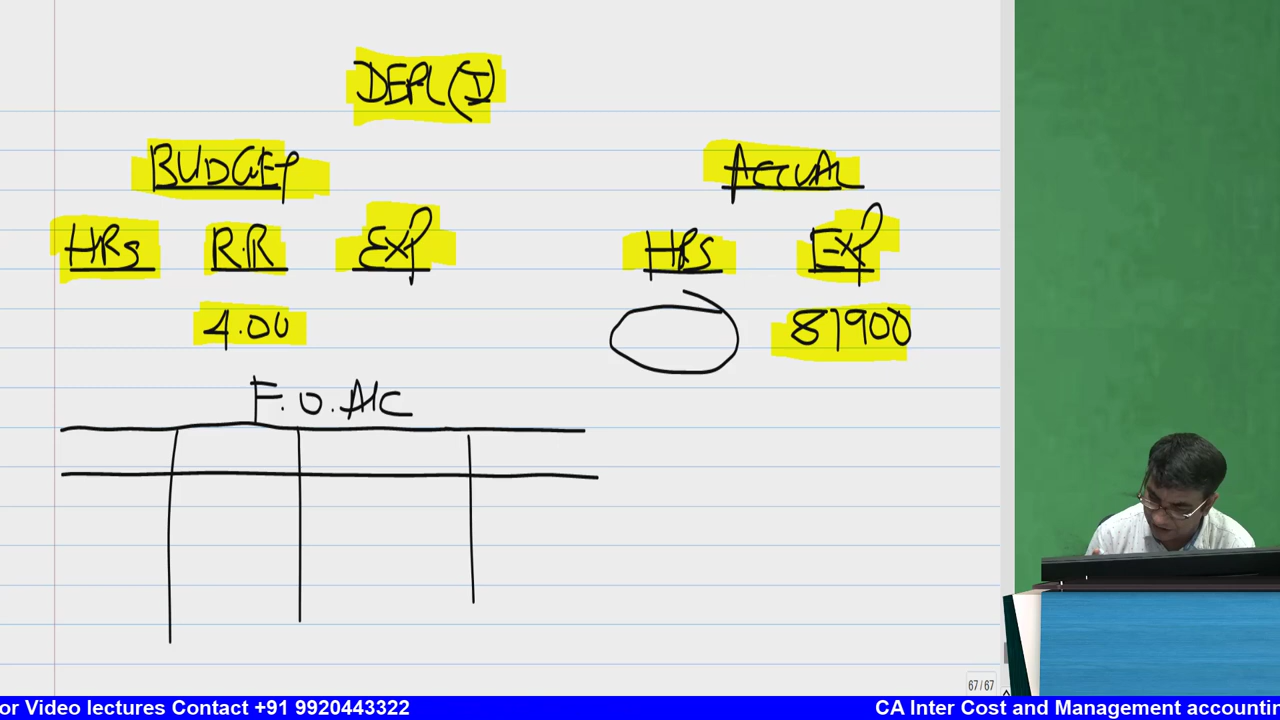 DEPL (I)
BUDGET ACCUAL
HRS R.R EXP HRS EXP
4.00 81900
F.O. A/C
67/67
or Video lectures Contact +91 9920443322 CA Inter Cost and Management accountin